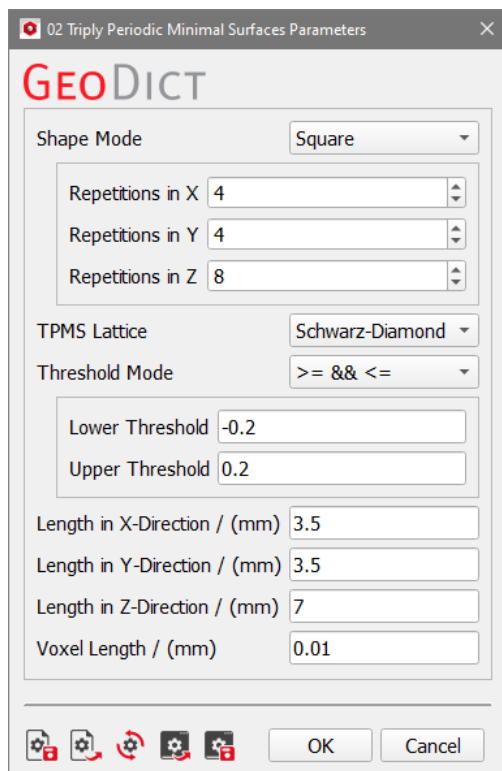 02 Triply Periodic Minimal Surfaces Parameters
GEODICT
Shape Mode Square
Repetitions in X 4
Repetitions in Y 4
Repetitions in Z 8
TPMS Lattice Schwarz-Diamond
Threshold Mode >= && <=
Lower Threshold -0.2
Upper Threshold 0.2
Length in X-Direction / (mm) 3.5
Length in Y-Direction / (mm) 3.5
Length in Z-Direction / (mm) 7
Voxel Length / (mm) 0.01
OK Cancel